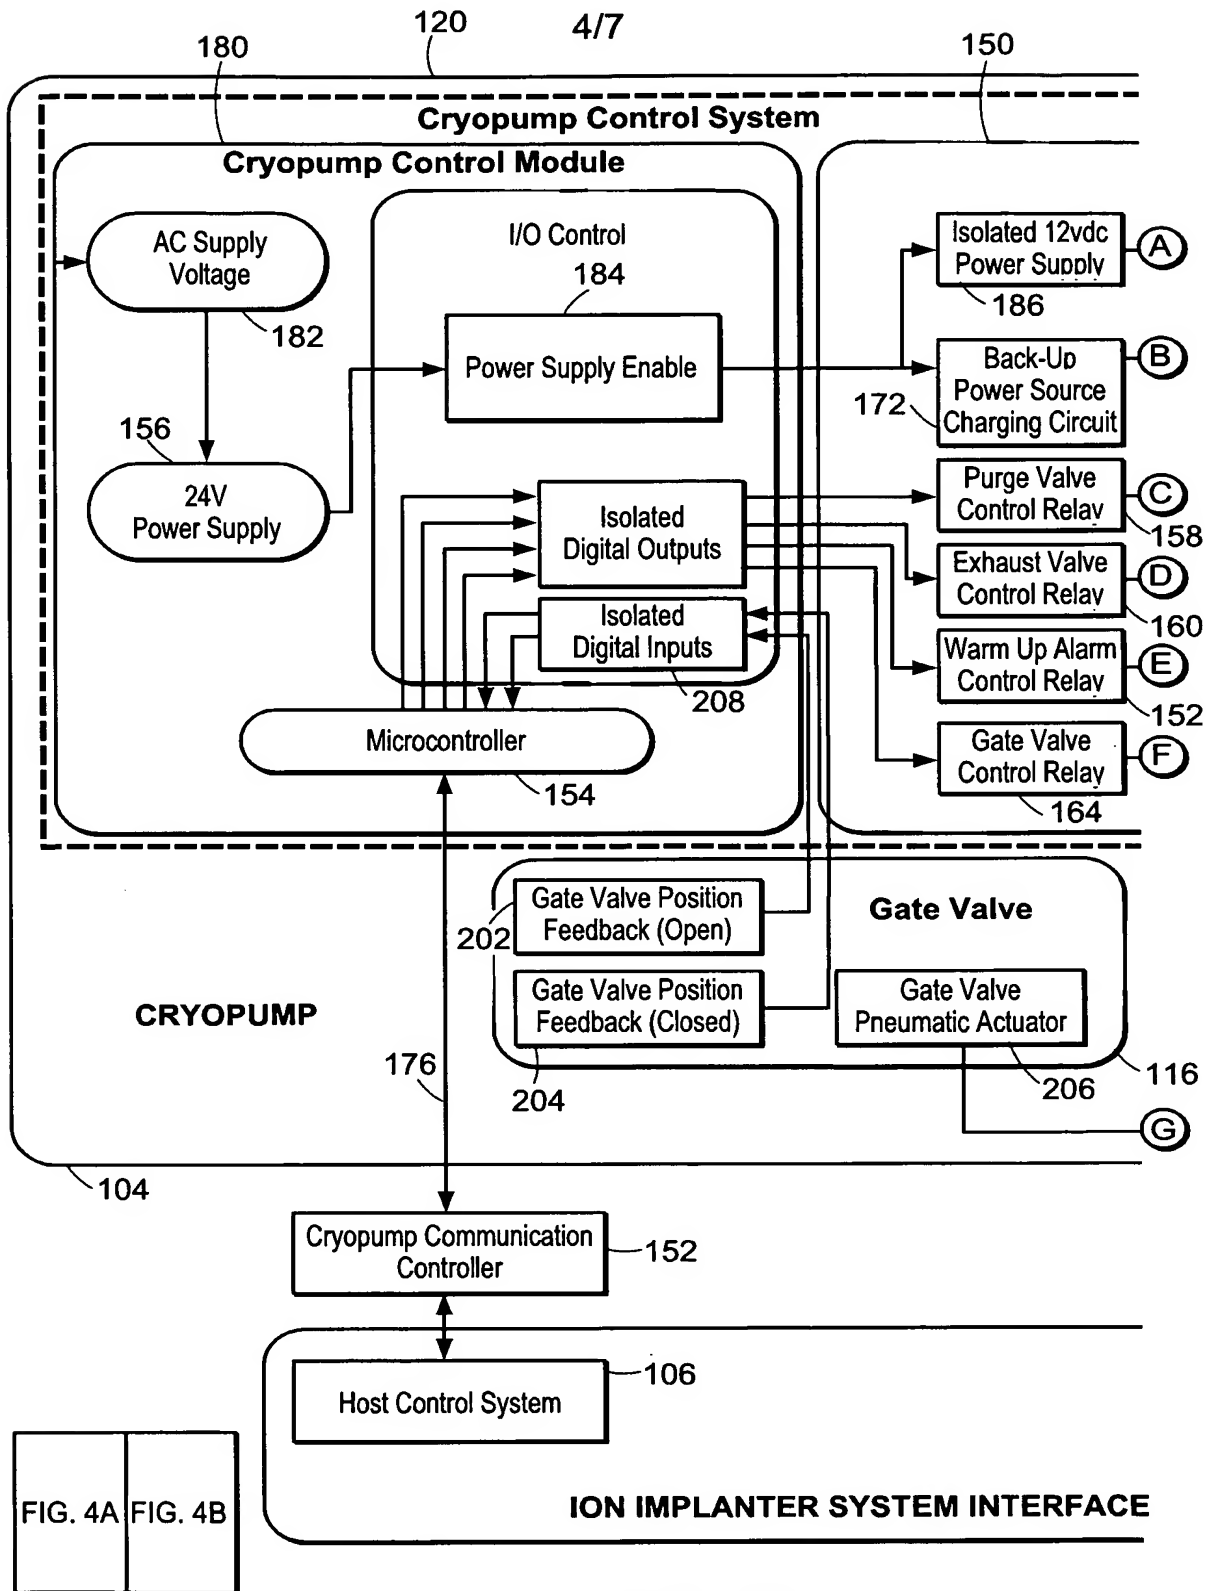 4/7
120
180
150
Cryopump Control System
Cryopump Control Module
I/O Control
AC Supply
Voltage
182
184
Power Supply Enable
156
24V
Power Supply
Isolated
Digital Outputs
Isolated
Digital Inputs
208
Microcontroller
154
Isolated 12vdc
Power Supply
186
A
Back-Up
Power Source
Charging Circuit
172
B
Purge Valve
Control Relay
158
C
Exhaust Valve
Control Relay
160
D
Warm Up Alarm
Control Relay
152
E
Gate Valve
Control Relay
164
F
Gate Valve Position
Feedback (Open)
202
Gate Valve
Gate Valve Position
Feedback (Closed)
204
Gate Valve
Pneumatic Actuator
206
116
G
CRYOPUMP
176
104
Cryopump Communication
Controller
152
Host Control System
106
ION IMPLANTER SYSTEM INTERFACE
FIG. 4A
FIG. 4B